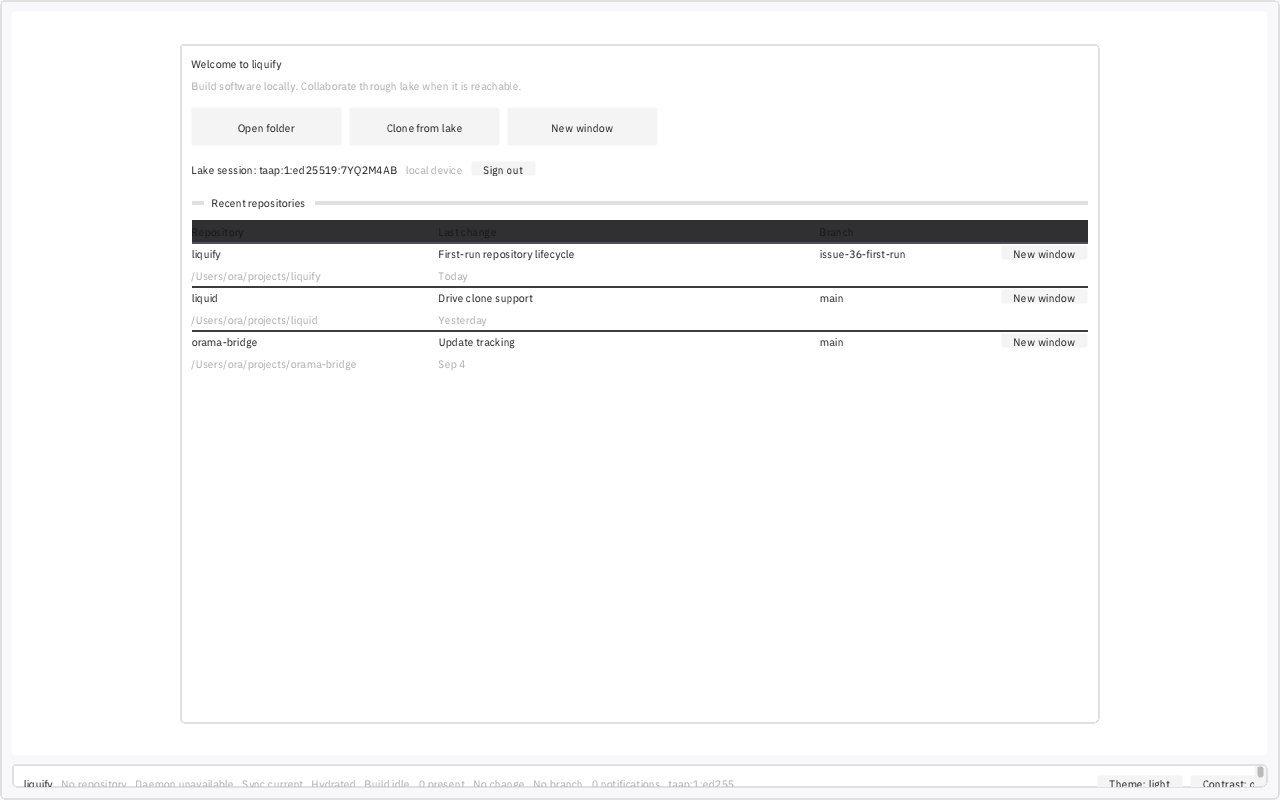 Welcome to liquify
Build software locally. Collaborate through lake when it is reachable.
Open folder Clone from lake New window
Lake session: taap:1:ed25519:7YQ2M4AB local device Sign out
Recent repositories
Repository Last change Branch
liquify First-run repository lifecycle issue-36-first-run New window
/Users/ora/projects/liquify Today
liquid Drive clone support main New window
/Users/ora/projects/liquid Yesterday
orama-bridge Update tracking main New window
/Users/ora/projects/orama-bridge Sep 4
liquify No repository Daemon unavailable Sync current Hydrated Build idle 0 present No change No branch 0 notifications taap:1:ed255 Theme: light Contrast: